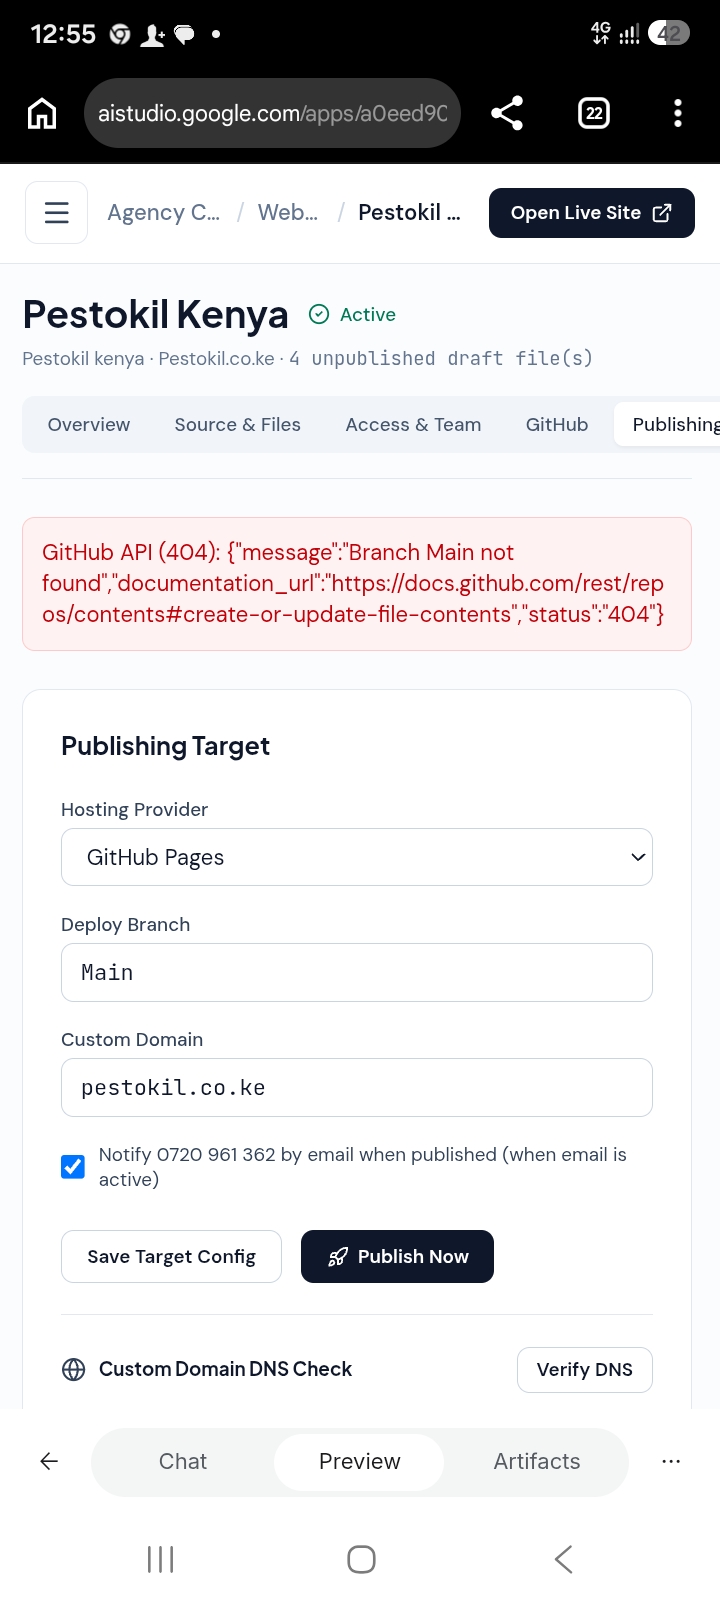 12:55
4G
42
aistudio.google.com/apps/a0eed90
22
Agency C... / Web... / Pestokil ...
Open Live Site
Pestokil Kenya
Active
Pestokil kenya · Pestokil.co.ke · 4 unpublished draft file(s)
Overview
Source & Files
Access & Team
GitHub
Publishing
GitHub API (404): {"message":"Branch Main not
found","documentation_url":"https://docs.github.com/rest/rep
os/contents#create-or-update-file-contents","status":"404"}
Publishing Target
Hosting Provider
GitHub Pages
Deploy Branch
Main
Custom Domain
pestokil.co.ke
Notify 0720 961 362 by email when published (when email is
active)
Save Target Config
Publish Now
Custom Domain DNS Check
Verify DNS
Chat
Preview
Artifacts